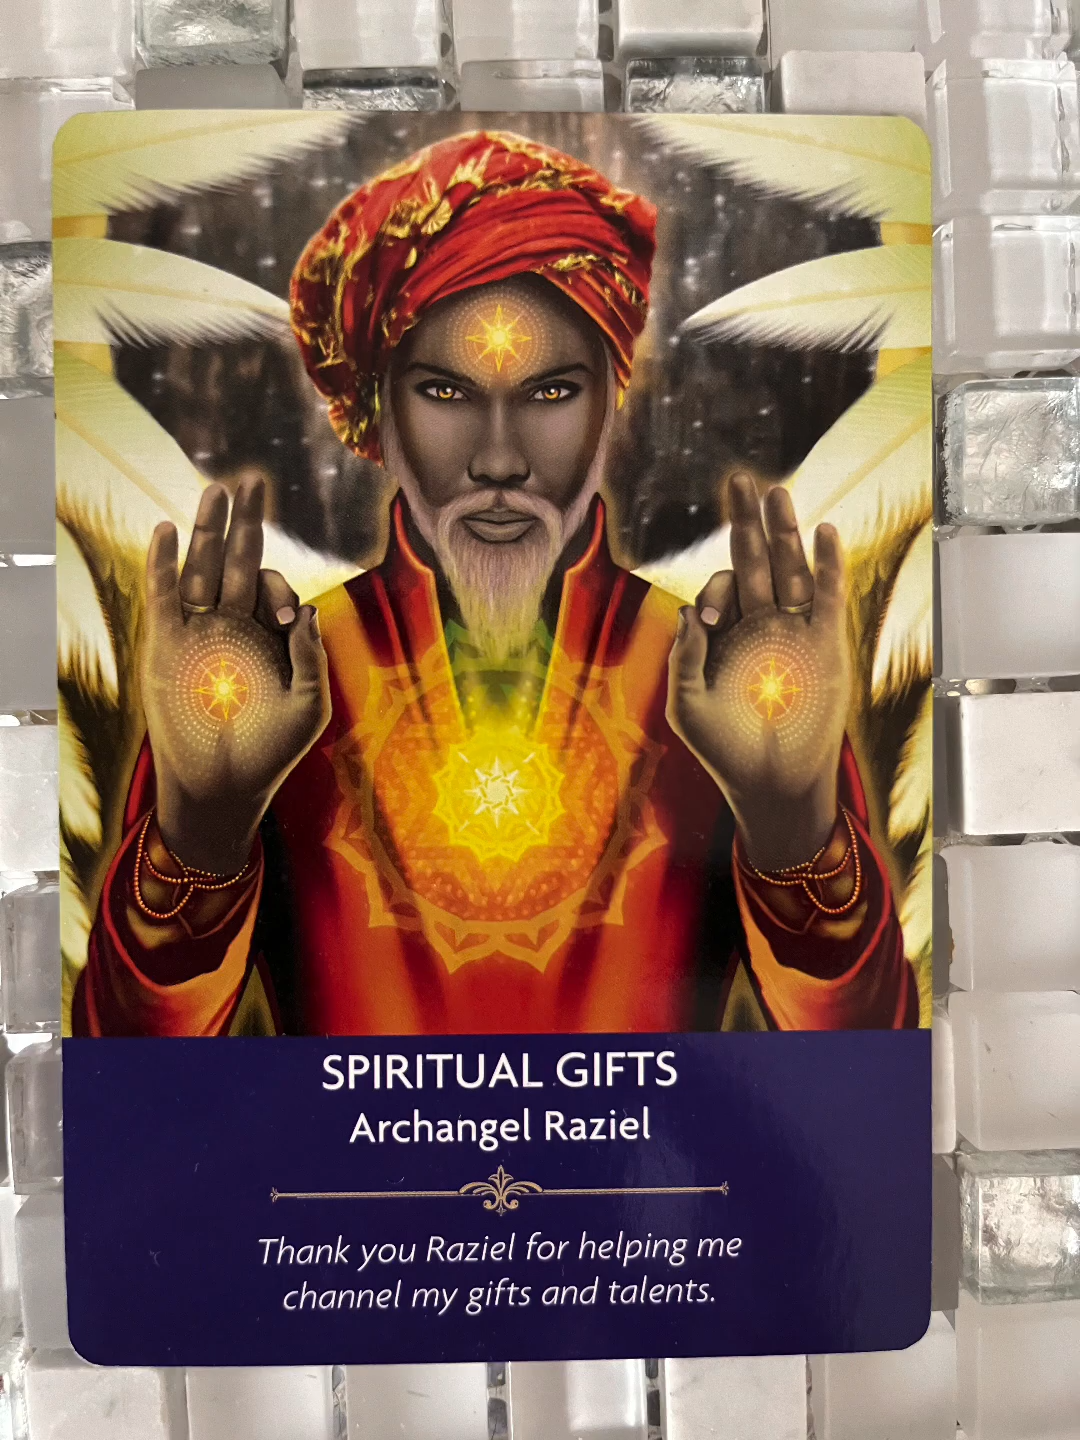 SPIRITUAL GIFTS
Archangel Raziel
Thank you Raziel for helping me
channel my gifts and talents.